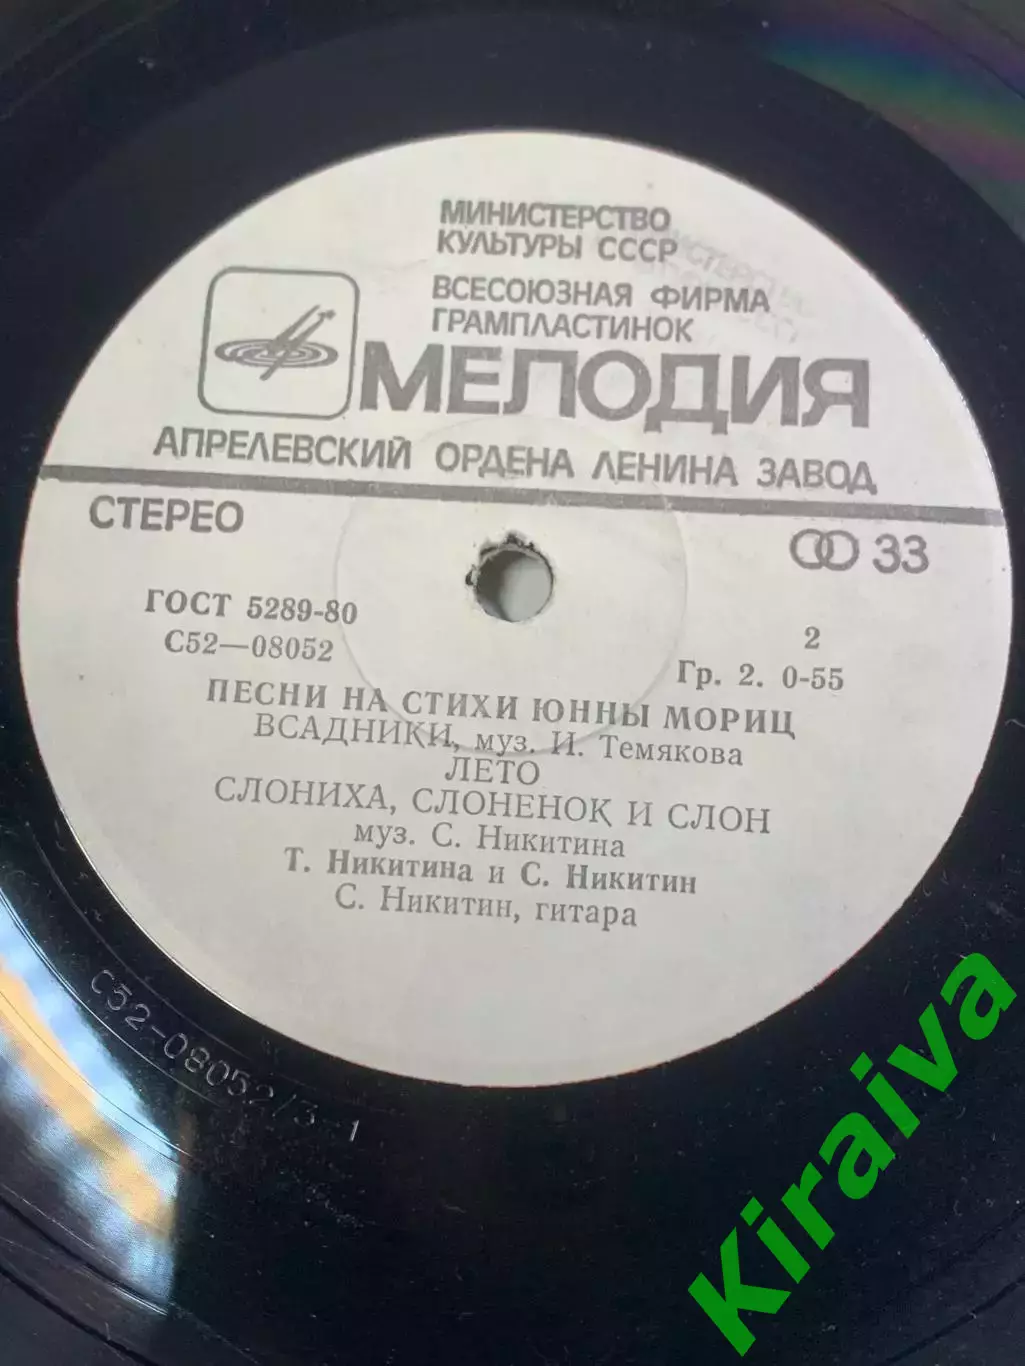 МИНИСТЕРСТВО
КУЛЬТУРЫ СССР
ВСЕСОЮЗНАЯ ФИРМА
ГРАМПЛАСТИНОК
МЕЛОДИЯ
АПРЕЛЕВСКИЙ ОРДЕНА ЛЕНИНА ЗАВОД
СТЕРЕО
33
ГОСТ 5289-80
С52—08052
2
Гр. 2. 0-55
ПЕСНИ НА СТИХИ ЮННЫ МОРИЦ
ВСАДНИКИ, муз. И. Темякова
ЛЕТО
СЛОНИХА, СЛОНЕНОК И СЛОН
муз. С. Никитина
Т. Никитина и С. Никитин
С. Никитин, гитара
С52-08052/3-1
Kiraiva